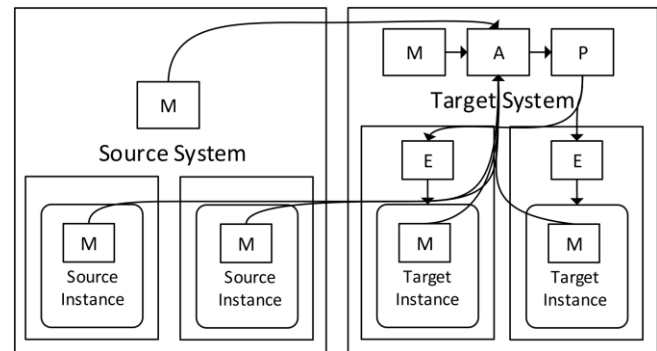 M
A
P
M
Target System
Source System
E
E
M
M
M
M
Source
Instance
Source
Instance
Target
Instance
Target
Instance